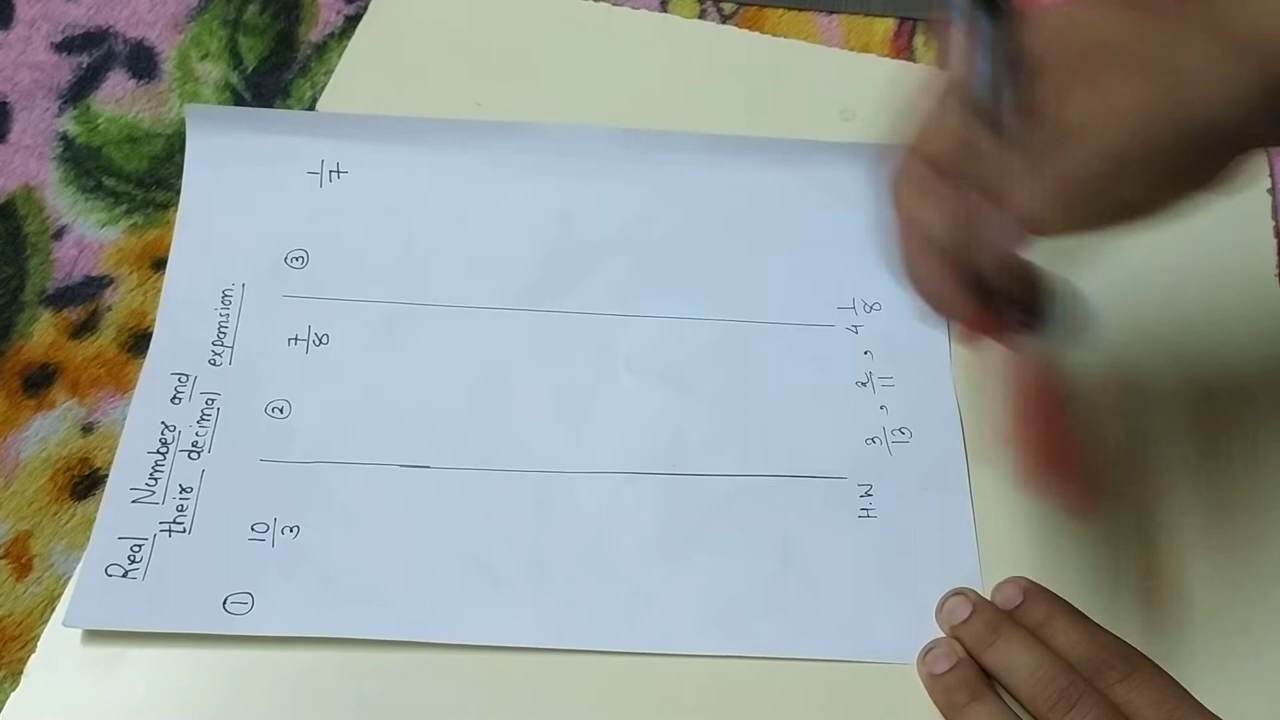 Real Number and
their decimal expansion.
① 10/3 ② 7/8 ③ 1/7
H.W 3/13, 2/11, 4 1/8